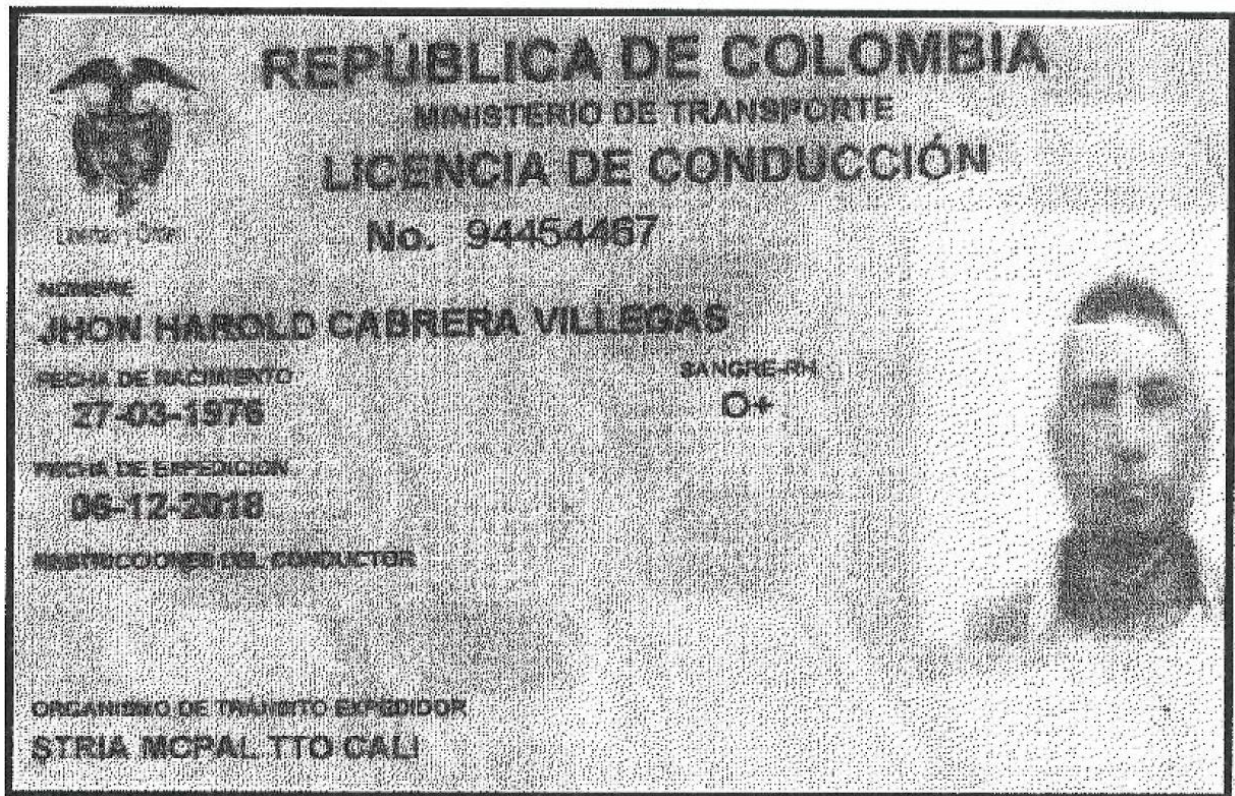 REPÚBLICA DE COLOMBIA
MINISTERIO DE TRANSPORTE
LICENCIA DE CONDUCCIÓN
No. 94454467
NOMBRE
JHON HAROLD CABRERA VILLEGAS
FECHA DE NACIMIENTO
27-03-1976
SANGRE-RH
O+
FECHA DE EXPEDICION
06-12-2018
RESTRICCIONES DEL CONDUCTOR
ORGANISMO DE TRÁNSITO EXPEDIDOR
STRIA MCPAL TTO CALI